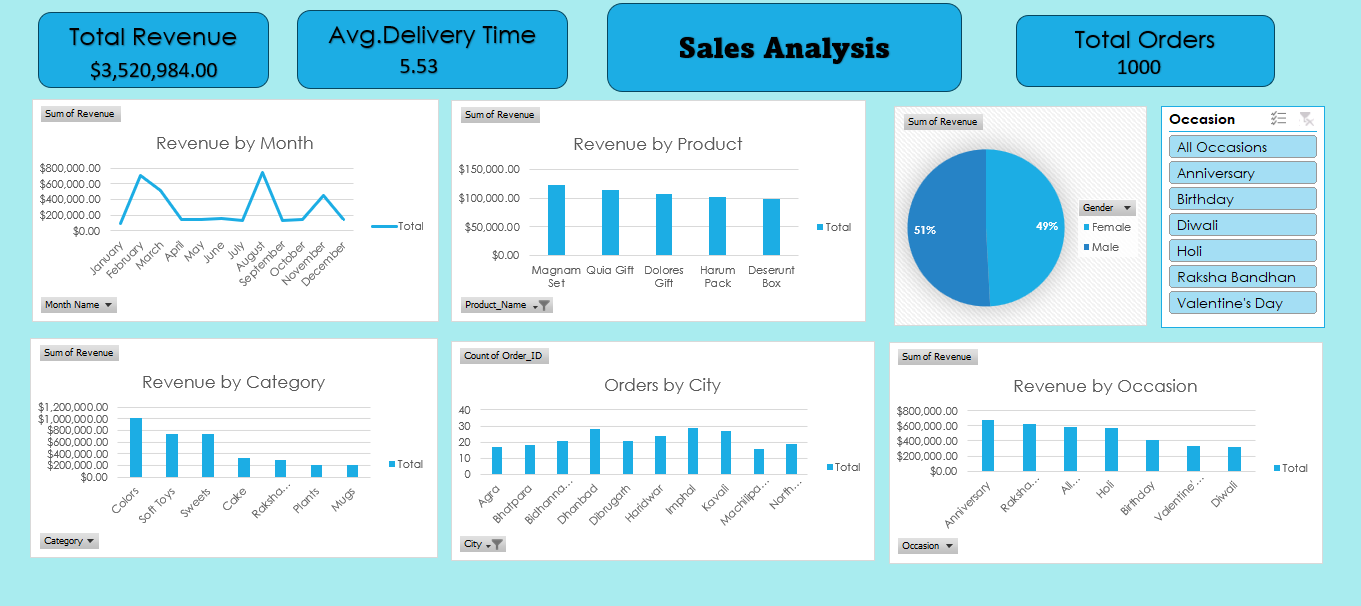 Total Revenue
$3,520,984.00
Avg.Delivery Time
5.53
Sales Analysis
Total Orders
1000
Sum of Revenue
Revenue by Month
$800,000.00
$600,000.00
$400,000.00
$200,000.00
$0.00
January
February
March
April
May
June
July
August
September
October
November
December
Total
Month Name
Sum of Revenue
Revenue by Product
$150,000.00
$100,000.00
$50,000.00
$0.00
Magnam
Set
Quia Gift
Dolores
Gift
Harum
Pack
Deserunt
Box
Total
Product_Name
Sum of Revenue
51%
49%
Gender
Female
Male
Occasion
All Occasions
Anniversary
Birthday
Diwali
Holi
Raksha Bandhan
Valentine's Day
Sum of Revenue
Revenue by Category
$1,200,000.00
$1,000,000.00
$800,000.00
$600,000.00
$400,000.00
$200,000.00
$0.00
Colors
Soft Toys
Sweets
Cake
Raksha...
Plants
Mugs
Total
Category
Count of Order_ID
Orders by City
40
30
20
10
0
Agra
Bhatpara
Bidhanna...
Dhanbad
Dibrugarh
Haridwar
Imphal
Kavali
Machilipa...
North...
Total
City
Sum of Revenue
Revenue by Occasion
$800,000.00
$600,000.00
$400,000.00
$200,000.00
$0.00
Anniversary
Raksha...
All...
Holi
Birthday
Valentine'...
Diwali
Total
Occasion